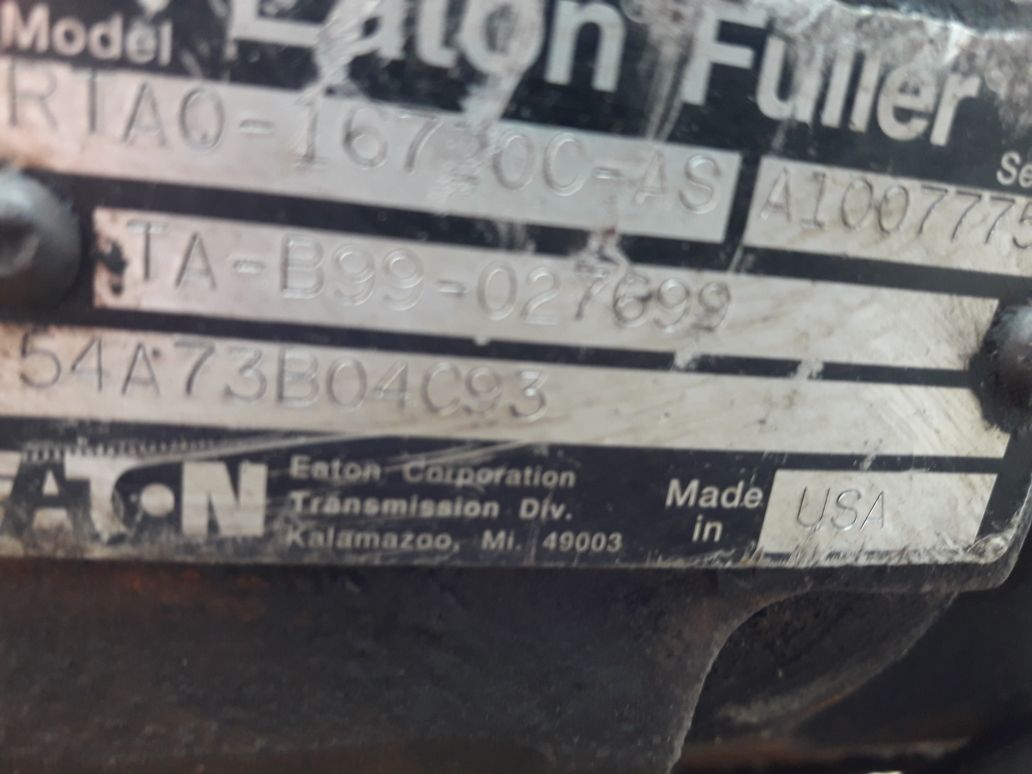 Model Eaton Fuller
RTAO-16710C-AS
A1007775
TA-B99-027699
54A73B04C93
EATON
Eaton Corporation
Transmission Div.
Kalamazoo, Mi. 49003
Made
in
USA